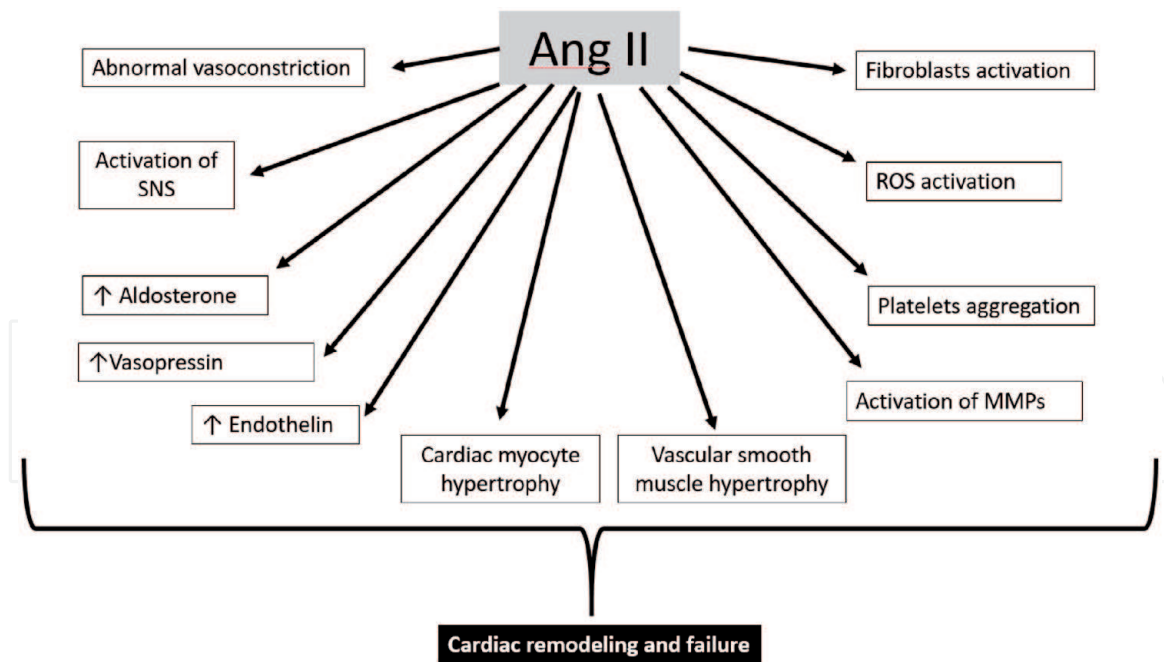 Ang II
Abnormal vasoconstriction
Fibroblasts activation
Activation of
SNS
ROS activation
↑ Aldosterone
Platelets aggregation
↑Vasopressin
Activation of MMPs
↑ Endothelin
Cardiac myocyte
hypertrophy
Vascular smooth
muscle hypertrophy
Cardiac remodeling and failure